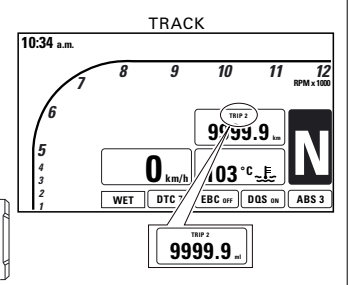 TRACK
10:34 a.m.
7 8 9 10 11 12
RPM x 1000
6
TRIP 2
9999.9 km
5
4
3
2
1
0 km/h
103 °C
N
WET DTC EBC OFF DQS ON ABS 3
TRIP 2
9999.9